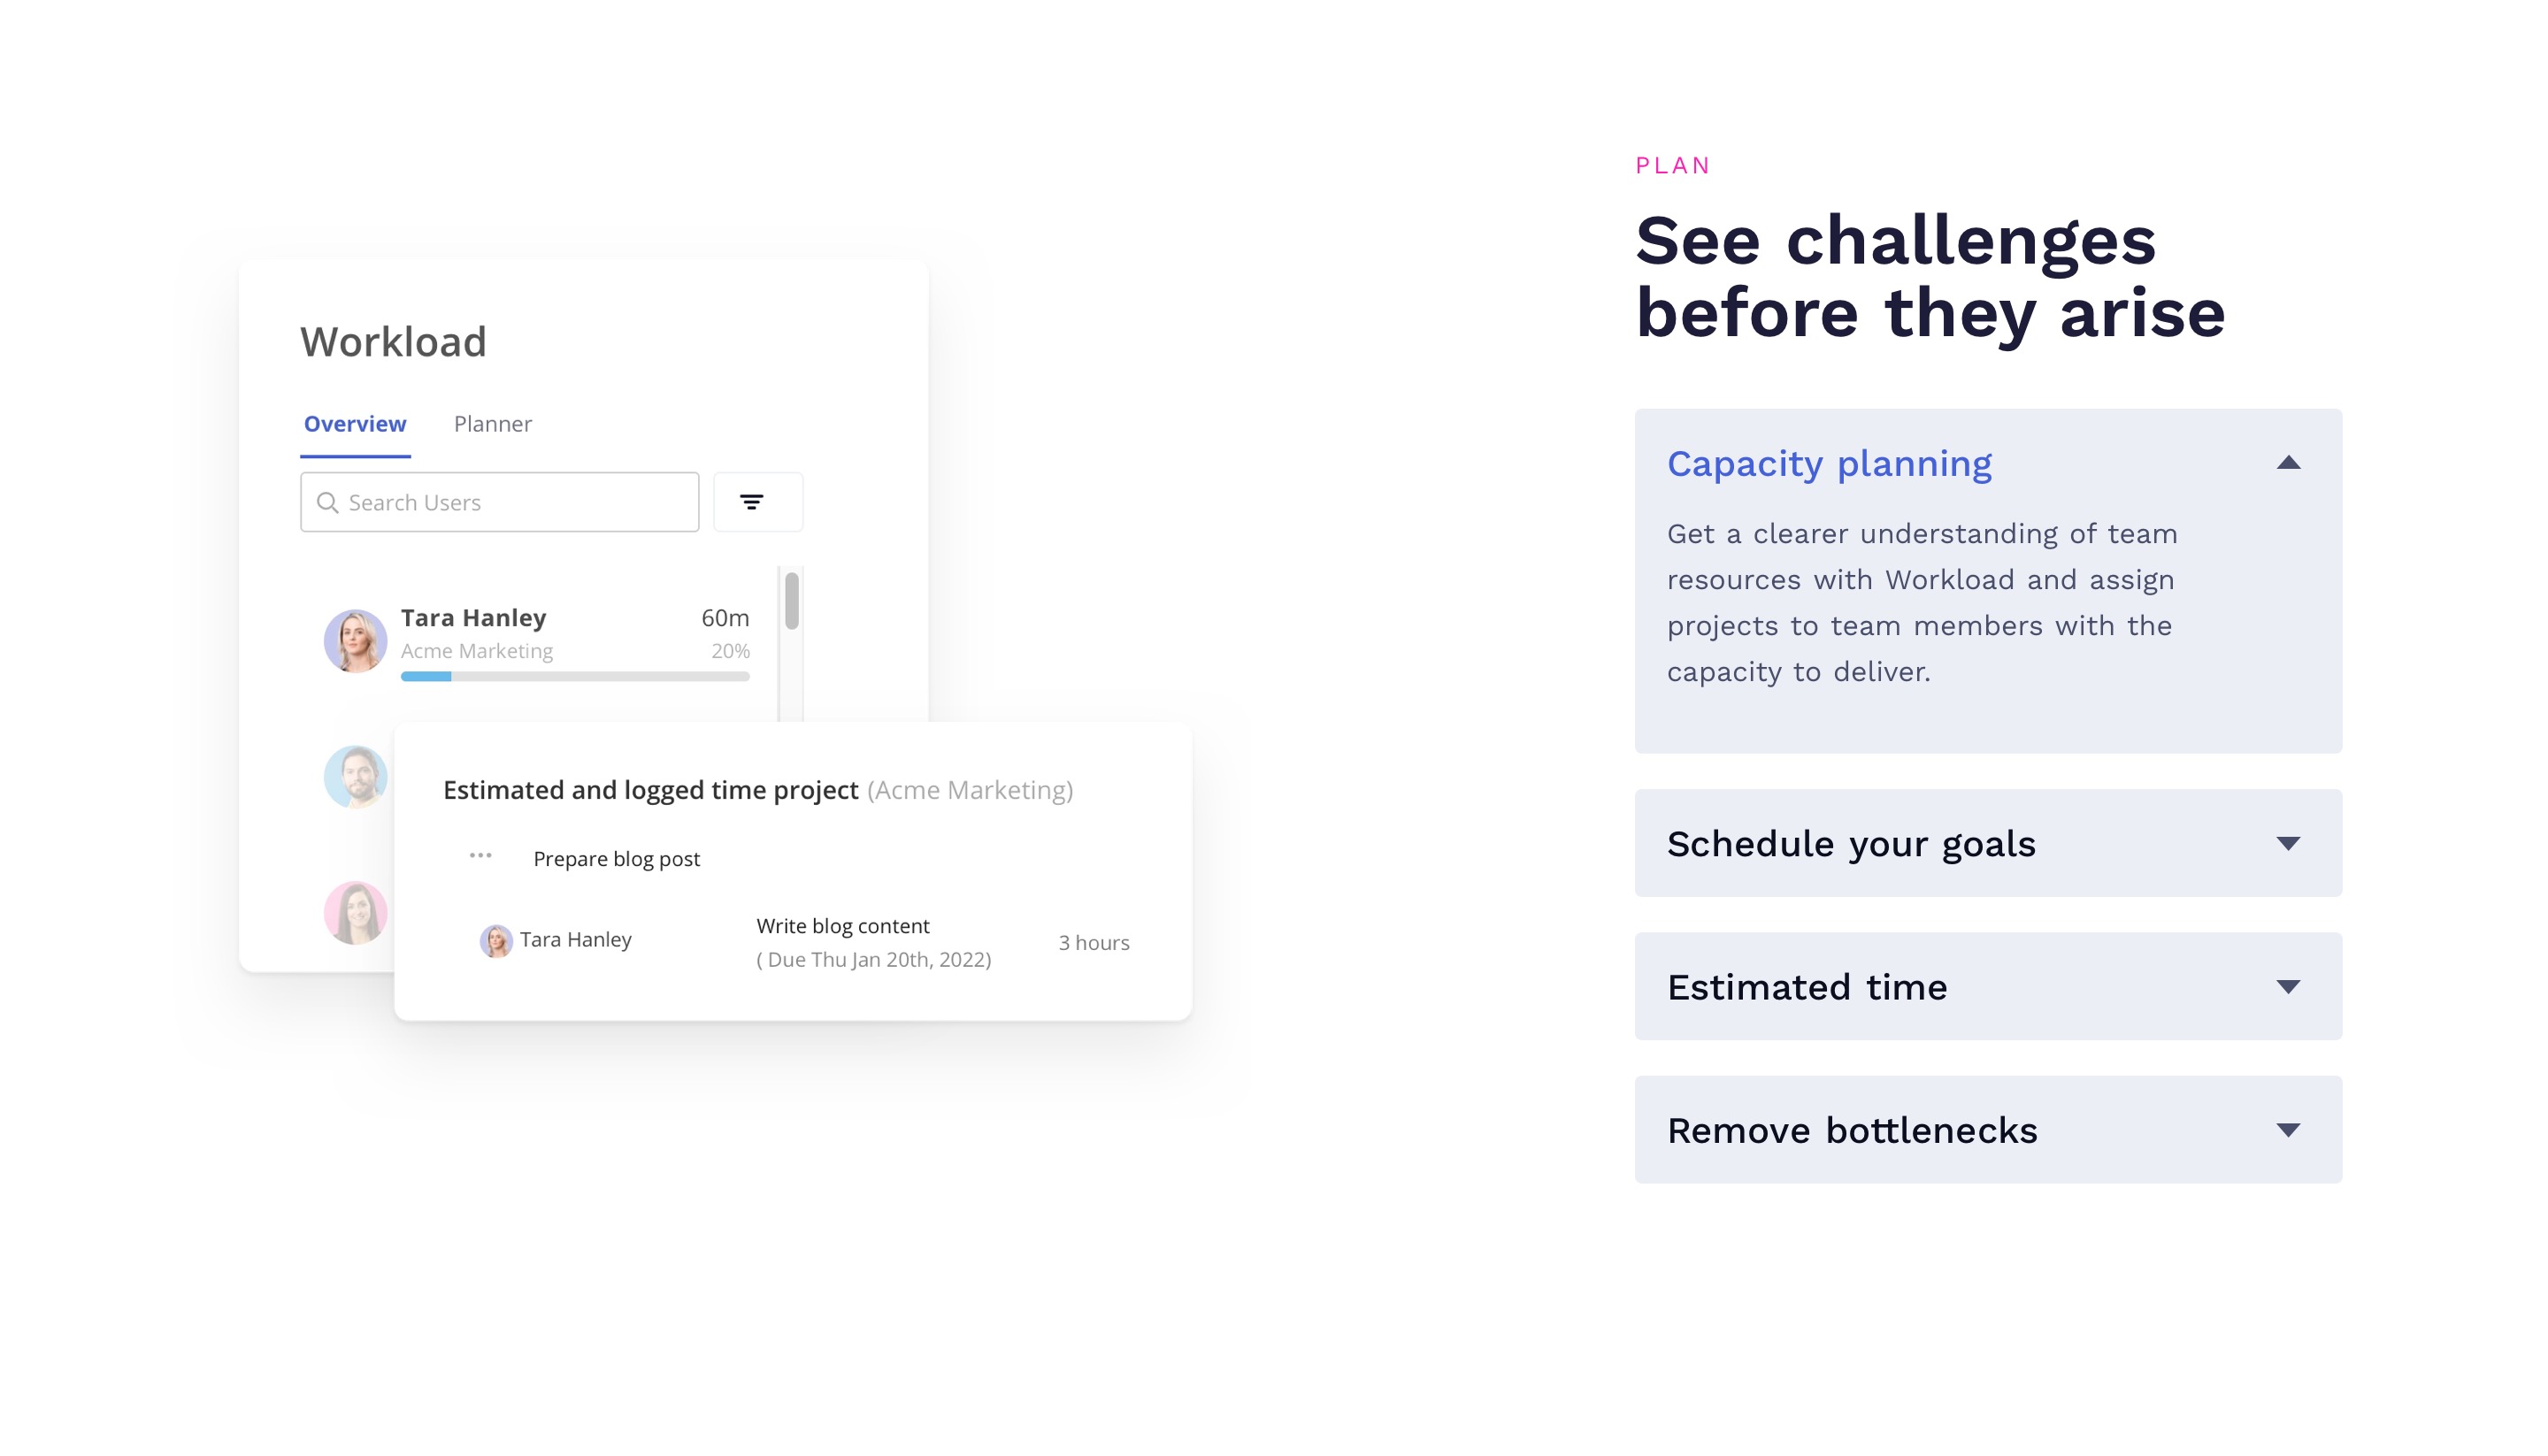 Workload
Overview Planner
Search Users
Tara Hanley 60m
Acme Marketing 20%
Estimated and logged time project (Acme Marketing)
Prepare blog post
Tara Hanley
Write blog content
( Due Thu Jan 20th, 2022)
3 hours
PLAN
See challenges
before they arise
Capacity planning
Get a clearer understanding of team
resources with Workload and assign
projects to team members with the
capacity to deliver.
Schedule your goals
Estimated time
Remove bottlenecks